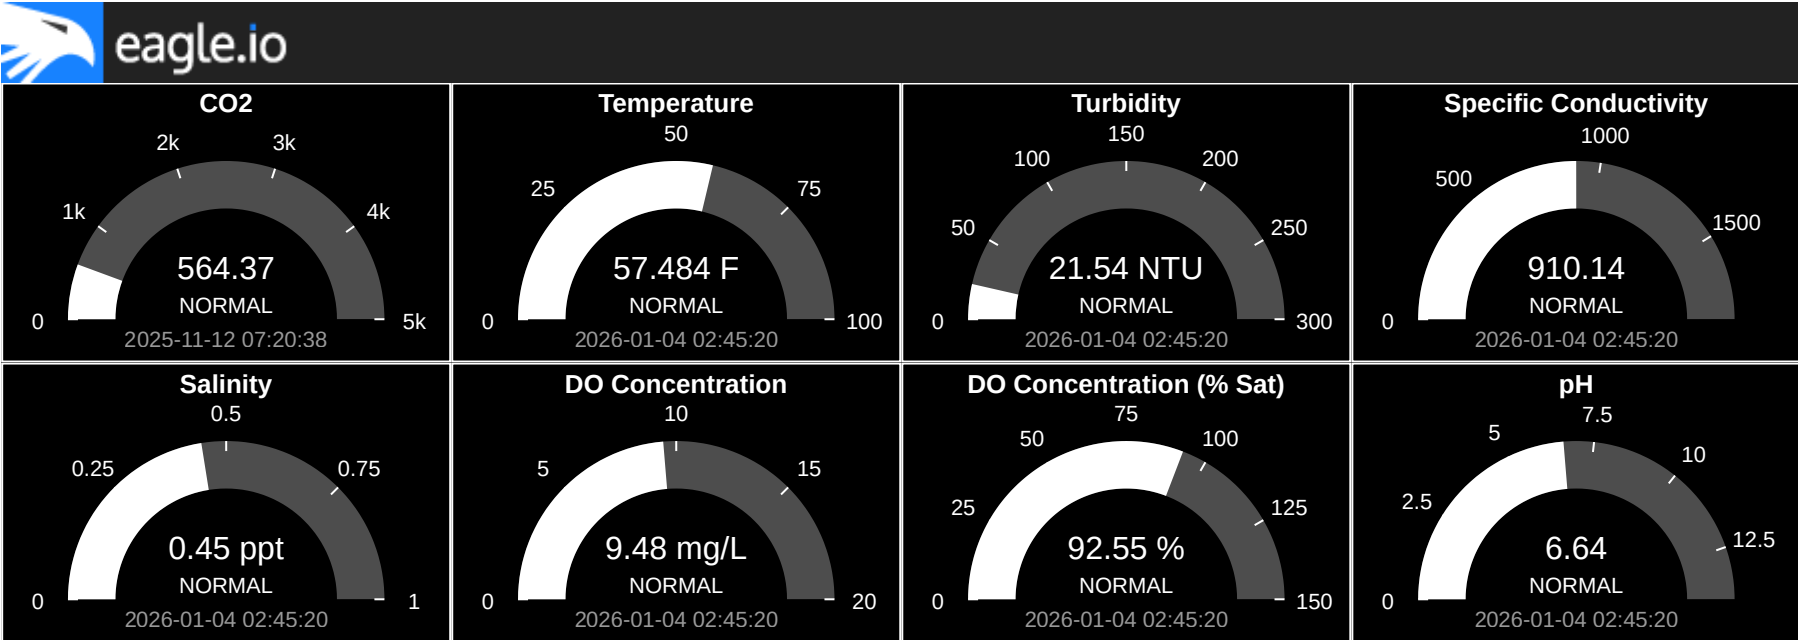 eagle.io
CO2
2k 3k
1k 4k
564.37
NORMAL
0 5k
2025-11-12 07:20:38
Temperature
50
25 75
57.484 F
NORMAL
0 100
2026-01-04 02:45:20
Turbidity
150
100 200
50 250
21.54 NTU
NORMAL
0 300
2026-01-04 02:45:20
Specific Conductivity
1000
500
1500
910.14
NORMAL
0
2026-01-04 02:45:20
Salinity
0.5
0.25 0.75
0.45 ppt
NORMAL
0 1
2026-01-04 02:45:20
DO Concentration
10
5 15
9.48 mg/L
NORMAL
0 20
2026-01-04 02:45:20
DO Concentration (% Sat)
75
50 100
25 125
92.55 %
NORMAL
0 150
2026-01-04 02:45:20
pH
7.5
5
10
2.5
12.5
6.64
NORMAL
0
2026-01-04 02:45:20